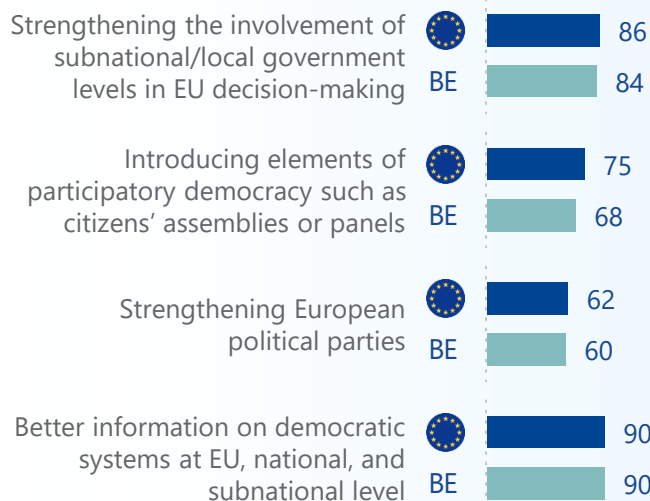 Strengthening the involvement of
subnational/local government
levels in EU decision-making
86
BE 84
Introducing elements of
participatory democracy such as
citizens’ assemblies or panels
75
BE 68
Strengthening European
political parties
62
BE 60
Better information on democratic
systems at EU, national, and
subnational level
90
BE 90